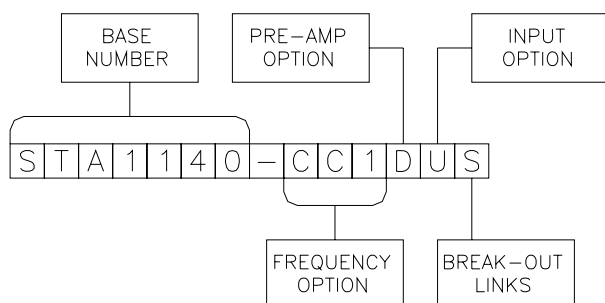 BASE
NUMBER
PRE-AMP
OPTION
INPUT
OPTION
STA1140-CC1DUS
FREQUENCY
OPTION
BREAK-OUT
LINKS